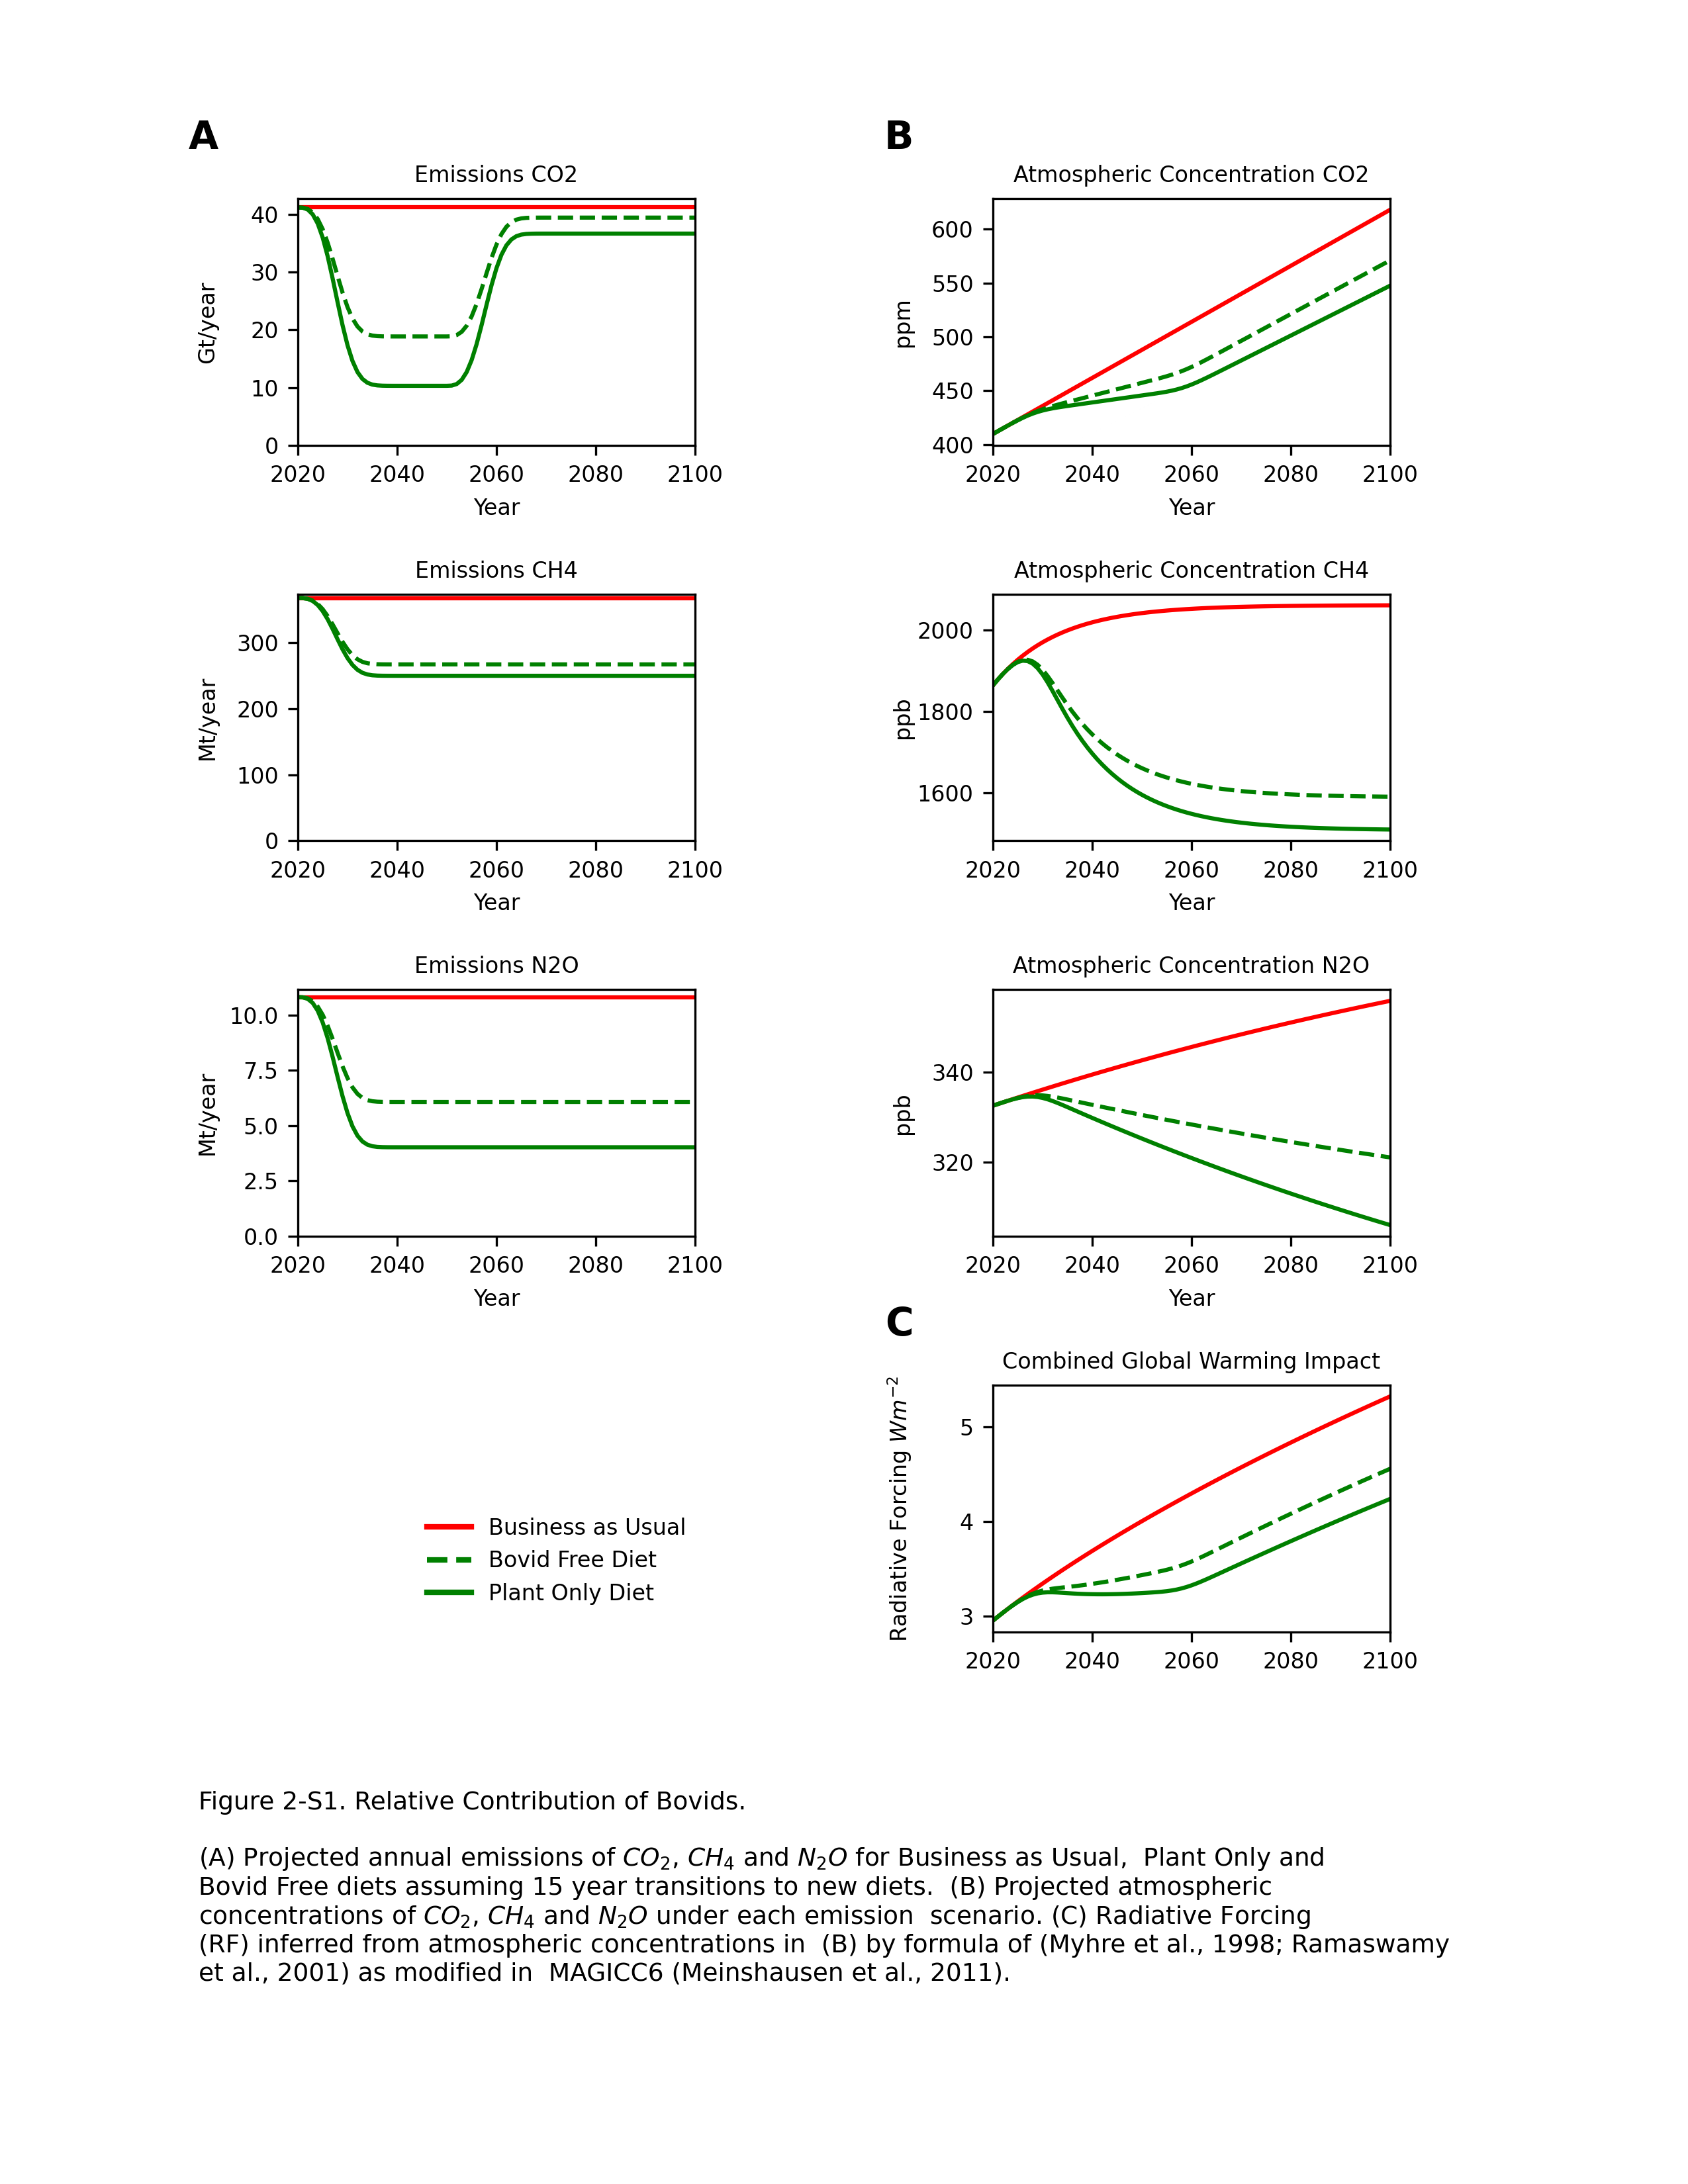 A
B
Emissions CO2
Gt/year
40
30
20
10
0
2020 2040 2060 2080 2100
Year
Atmospheric Concentration CO2
ppm
600
550
500
450
400
2020 2040 2060 2080 2100
Year
Emissions CH4
Mt/year
300
200
100
0
2020 2040 2060 2080 2100
Year
Atmospheric Concentration CH4
ppb
2000
1800
1600
2020 2040 2060 2080 2100
Year
Emissions N2O
Mt/year
10.0
7.5
5.0
2.5
0.0
2020 2040 2060 2080 2100
Year
Atmospheric Concentration N2O
ppb
340
320
2020 2040 2060 2080 2100
Year
C
Combined Global Warming Impact
Radiative Forcing Wm⁻²
5
4
3
2020 2040 2060 2080 2100
Business as Usual
Bovid Free Diet
Plant Only Diet
Figure 2-S1. Relative Contribution of Bovids.
(A) Projected annual emissions of CO₂, CH₄ and N₂O for Business as Usual,  Plant Only and
Bovid Free diets assuming 15 year transitions to new diets.  (B) Projected atmospheric
concentrations of CO₂, CH₄ and N₂O under each emission  scenario. (C) Radiative Forcing
(RF) inferred from atmospheric concentrations in  (B) by formula of (Myhre et al., 1998; Ramaswamy
et al., 2001) as modified in  MAGICC6 (Meinshausen et al., 2011).